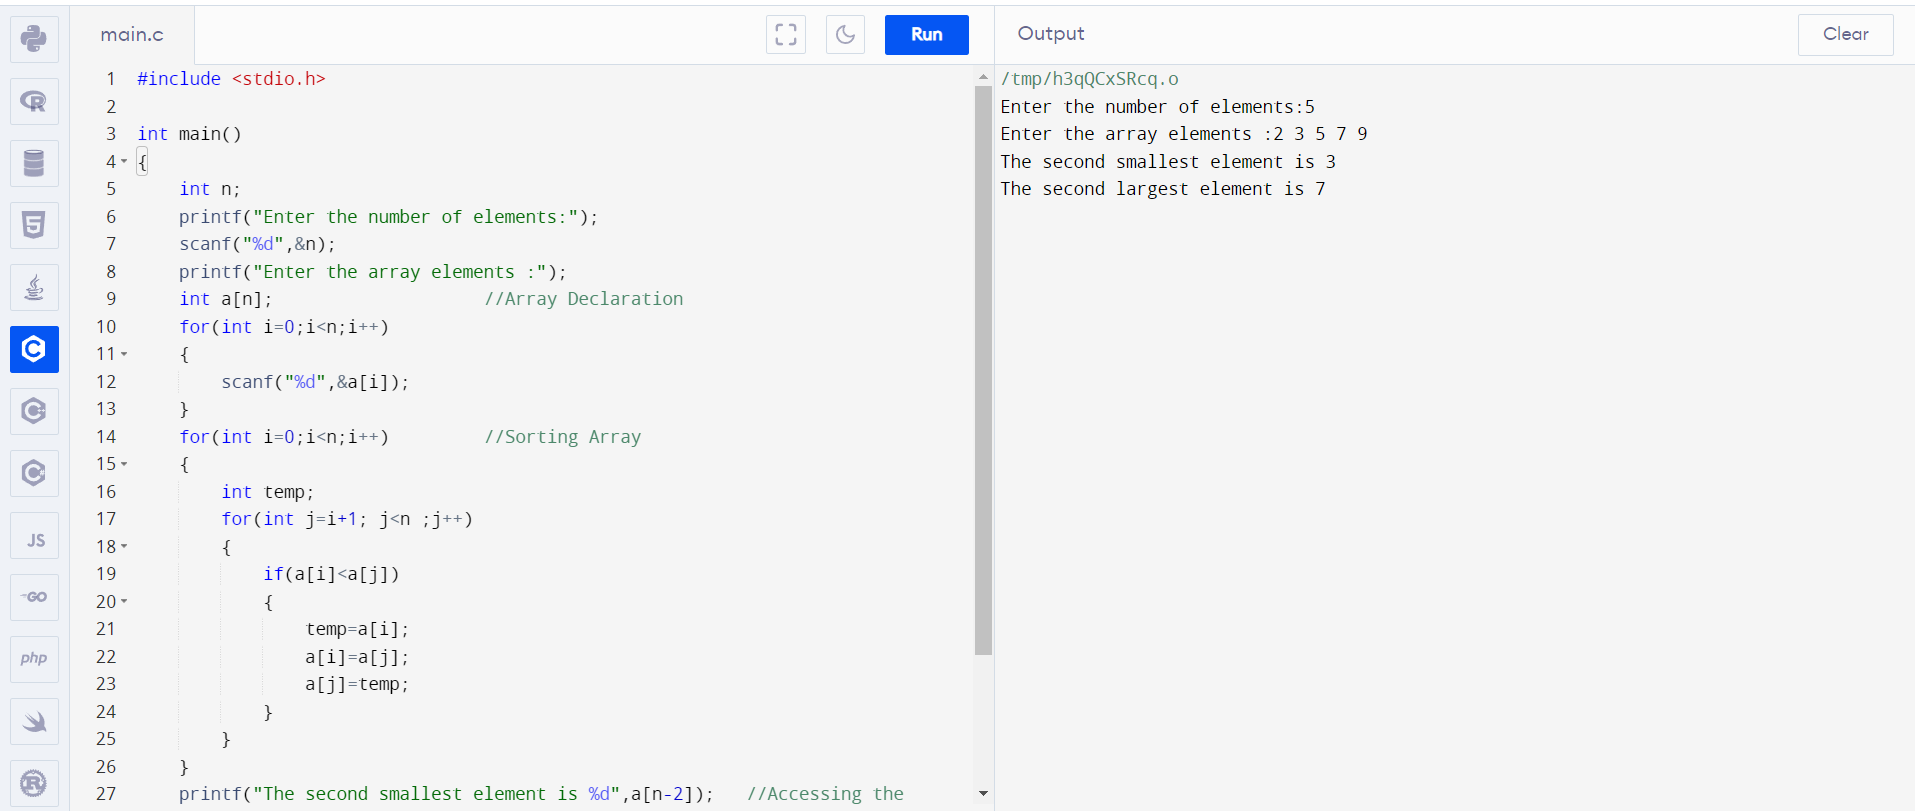 main.c
Run
Output
Clear
1 #include <stdio.h>
2
3 int main()
4 {
5     int n;
6     printf("Enter the number of elements:");
7     scanf("%d",&n);
8     printf("Enter the array elements :");
9     int a[n];                    //Array Declaration
10     for(int i=0;i<n;i++)
11     {
12         scanf("%d",&a[i]);
13     }
14     for(int i=0;i<n;i++)         //Sorting Array
15     {
16         int temp;
17         for(int j=i+1; j<n ;j++)
18         {
19             if(a[i]<a[j])
20             {
21                 temp=a[i];
22                 a[i]=a[j];
23                 a[j]=temp;
24             }
25         }
26     }
27     printf("The second smallest element is %d",a[n-2]);   //Accessing the
/tmp/h3qQCxSRcq.o
Enter the number of elements:5
Enter the array elements :2 3 5 7 9
The second smallest element is 3
The second largest element is 7
R
5
C
C
C
JS
GO
php
R